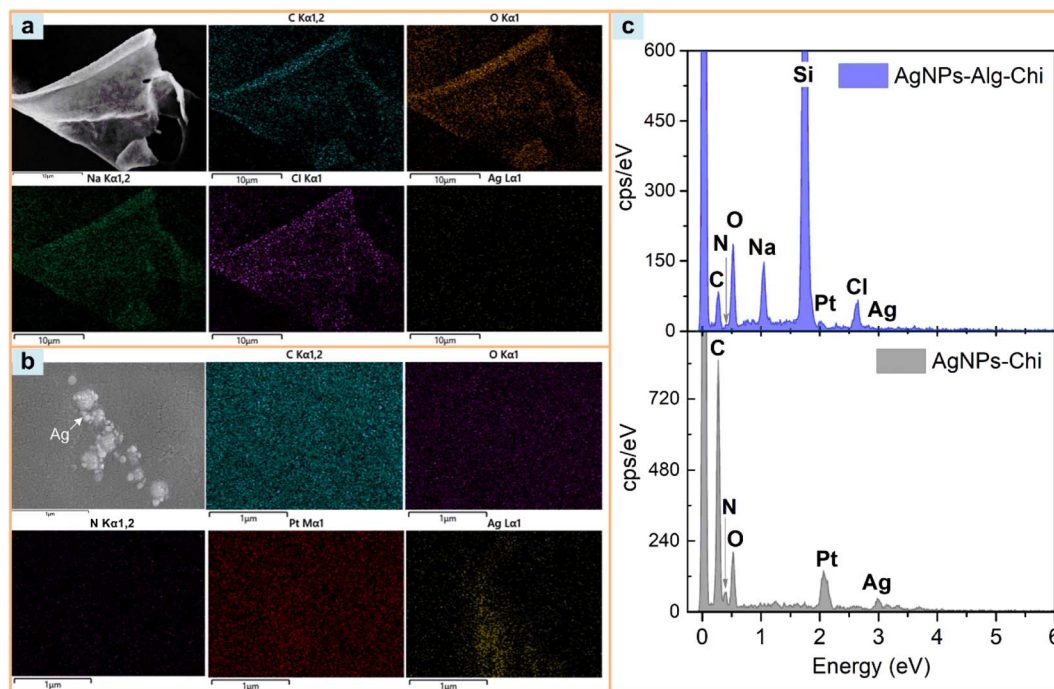 a
C Kα1,2
O Kα1
10μm
10μm
10μm
Na Kα1,2
Cl Kα1
Ag Lα1
10μm
10μm
10μm
b
C Kα1,2
O Kα1
Ag
1μm
1μm
1μm
N Kα1,2
Pt Mα1
Ag Lα1
1μm
1μm
1μm
c
600
450
300
150
0
cps/eV
AgNPs-Alg-Chi
Si
O
N
C
Na
Pt
Cl
Ag
720
480
240
0
cps/eV
AgNPs-Chi
C
N
O
Pt
Ag
0 1 2 3 4 5 6
Energy (eV)